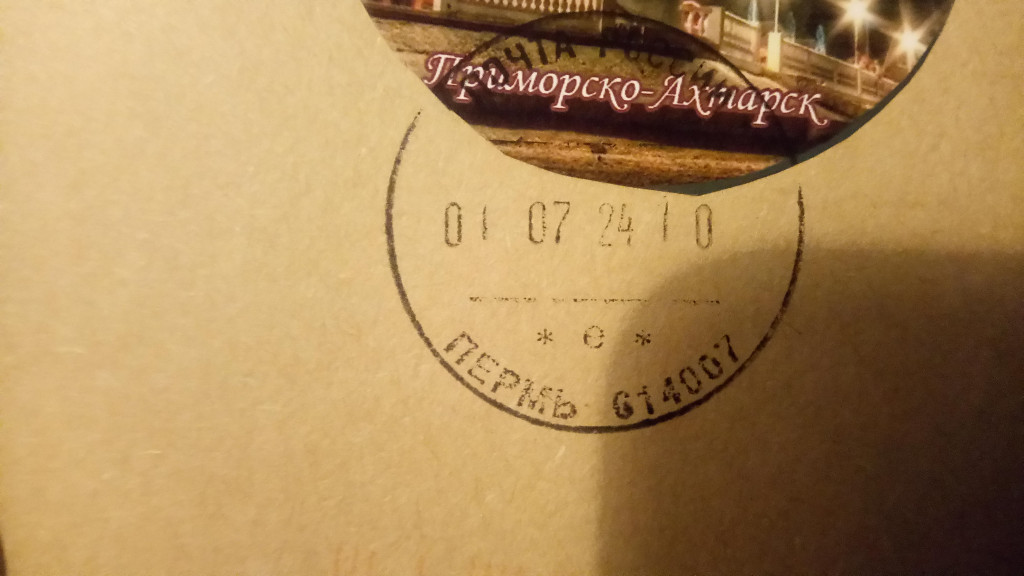 ПОЧТА РОССИИ
Приморско-Ахтарск
01 07 24 10
* е *
ПЕРМЬ 614007